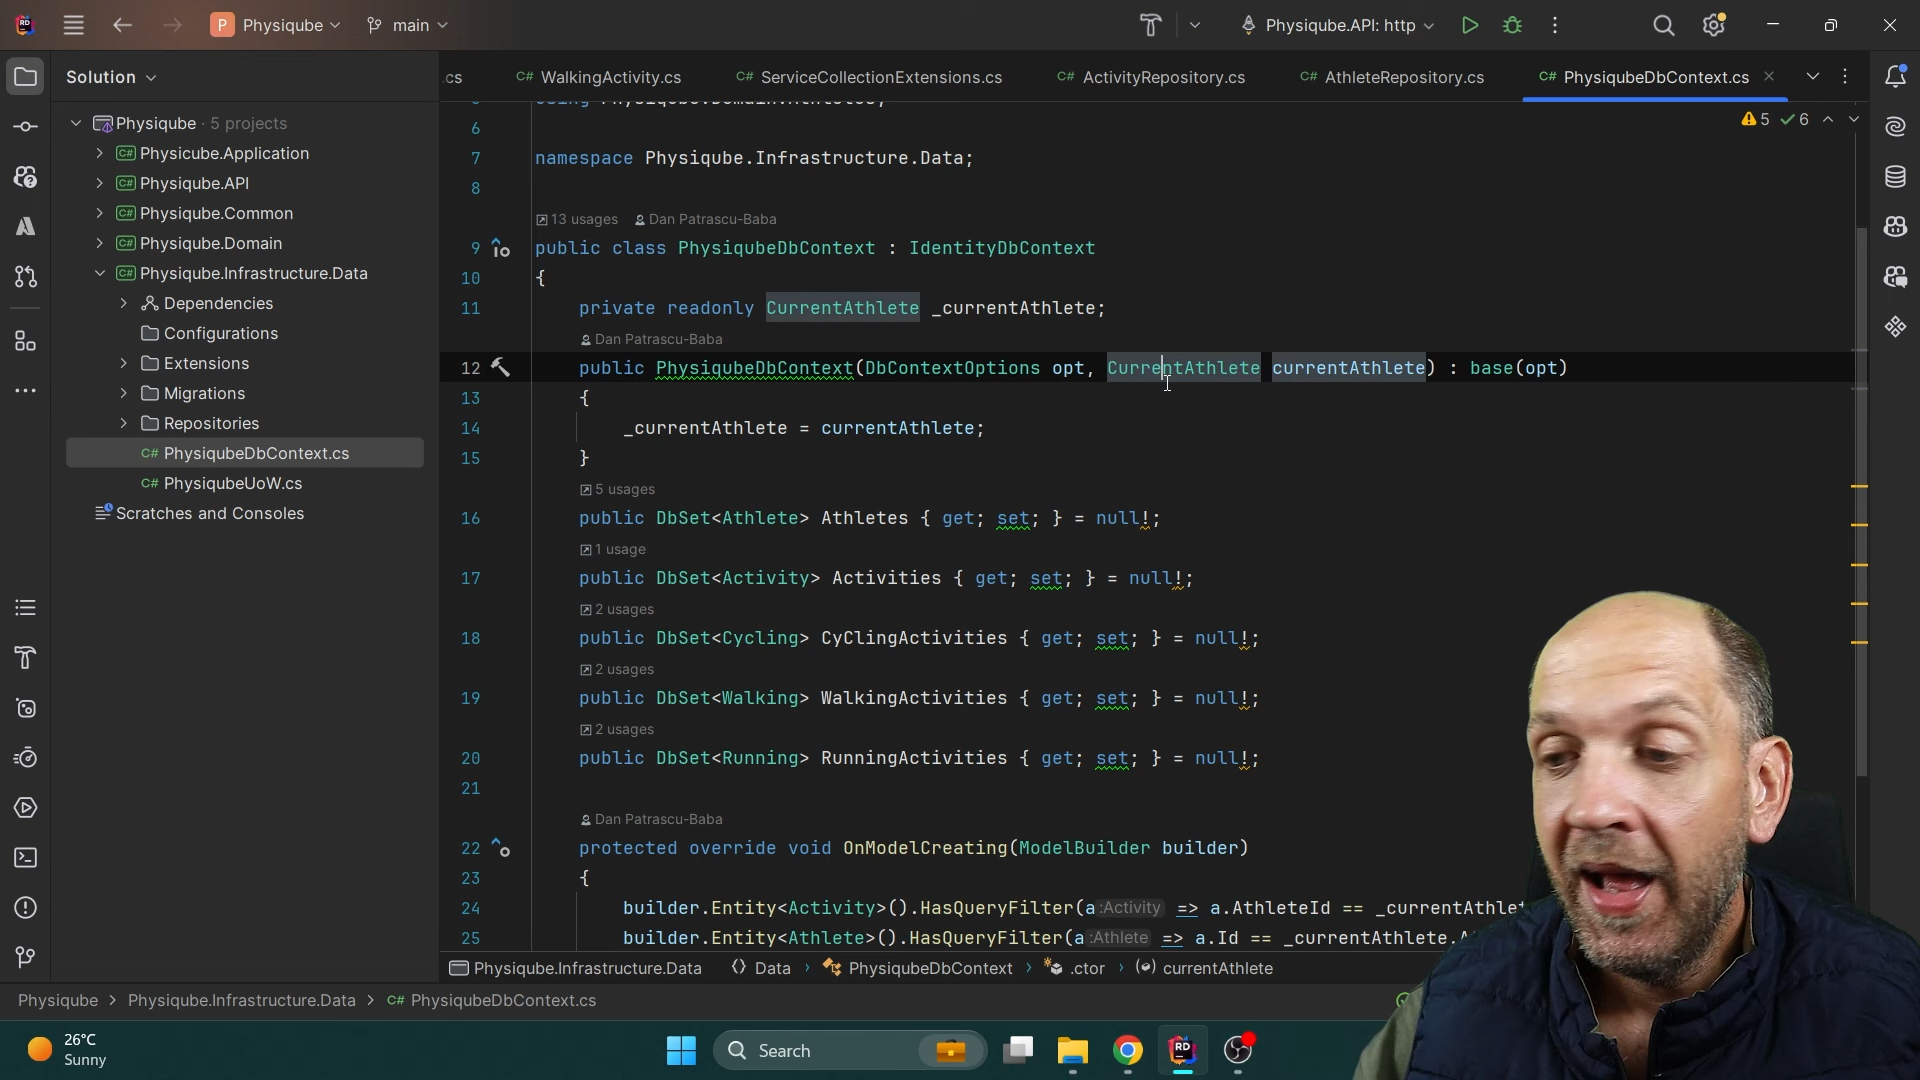 RD
P Physiqube
main
Physiqube.API: http
Solution
.cs
C# WalkingActivity.cs
C# ServiceCollectionExtensions.cs
C# ActivityRepository.cs
C# AthleteRepository.cs
C# PhysiqubeDbContext.cs
Physiqube · 5 projects
C# Physicube.Application
C# Physiqube.API
C# Physiqube.Common
C# Physiqube.Domain
C# Physiqube.Infrastructure.Data
Dependencies
Configurations
Extensions
Migrations
Repositories
C# PhysiqubeDbContext.cs
C# PhysiqubeUoW.cs
Scratches and Consoles
5 6
6
7 namespace Physiqube.Infrastructure.Data;
8
13 usages Dan Patrascu-Baba
9 public class PhysiqubeDbContext : IdentityDbContext
10 {
11 private readonly CurrentAthlete _currentAthlete;
Dan Patrascu-Baba
12 public PhysiqubeDbContext(DbContextOptions opt, CurrentAthlete currentAthlete) : base(opt)
13 {
14 _currentAthlete = currentAthlete;
15 }
5 usages
16 public DbSet<Athlete> Athletes { get; set; } = null!;
1 usage
17 public DbSet<Activity> Activities { get; set; } = null!;
2 usages
18 public DbSet<Cycling> CyClingActivities { get; set; } = null!;
2 usages
19 public DbSet<Walking> WalkingActivities { get; set; } = null!;
2 usages
20 public DbSet<Running> RunningActivities { get; set; } = null!;
21
Dan Patrascu-Baba
22 protected override void OnModelCreating(ModelBuilder builder)
23 {
24 builder.Entity<Activity>().HasQueryFilter(a :Activity => a.AthleteId == _currentAthlet
25 builder.Entity<Athlete>().HasQueryFilter(a :Athlete => a.Id == _currentAthlete.
Physiqube.Infrastructure.Data Data PhysiqubeDbContext .ctor currentAthlete
Physiqube Physiqube.Infrastructure.Data C# PhysiqubeDbContext.cs
26°C
Sunny
Search
RD